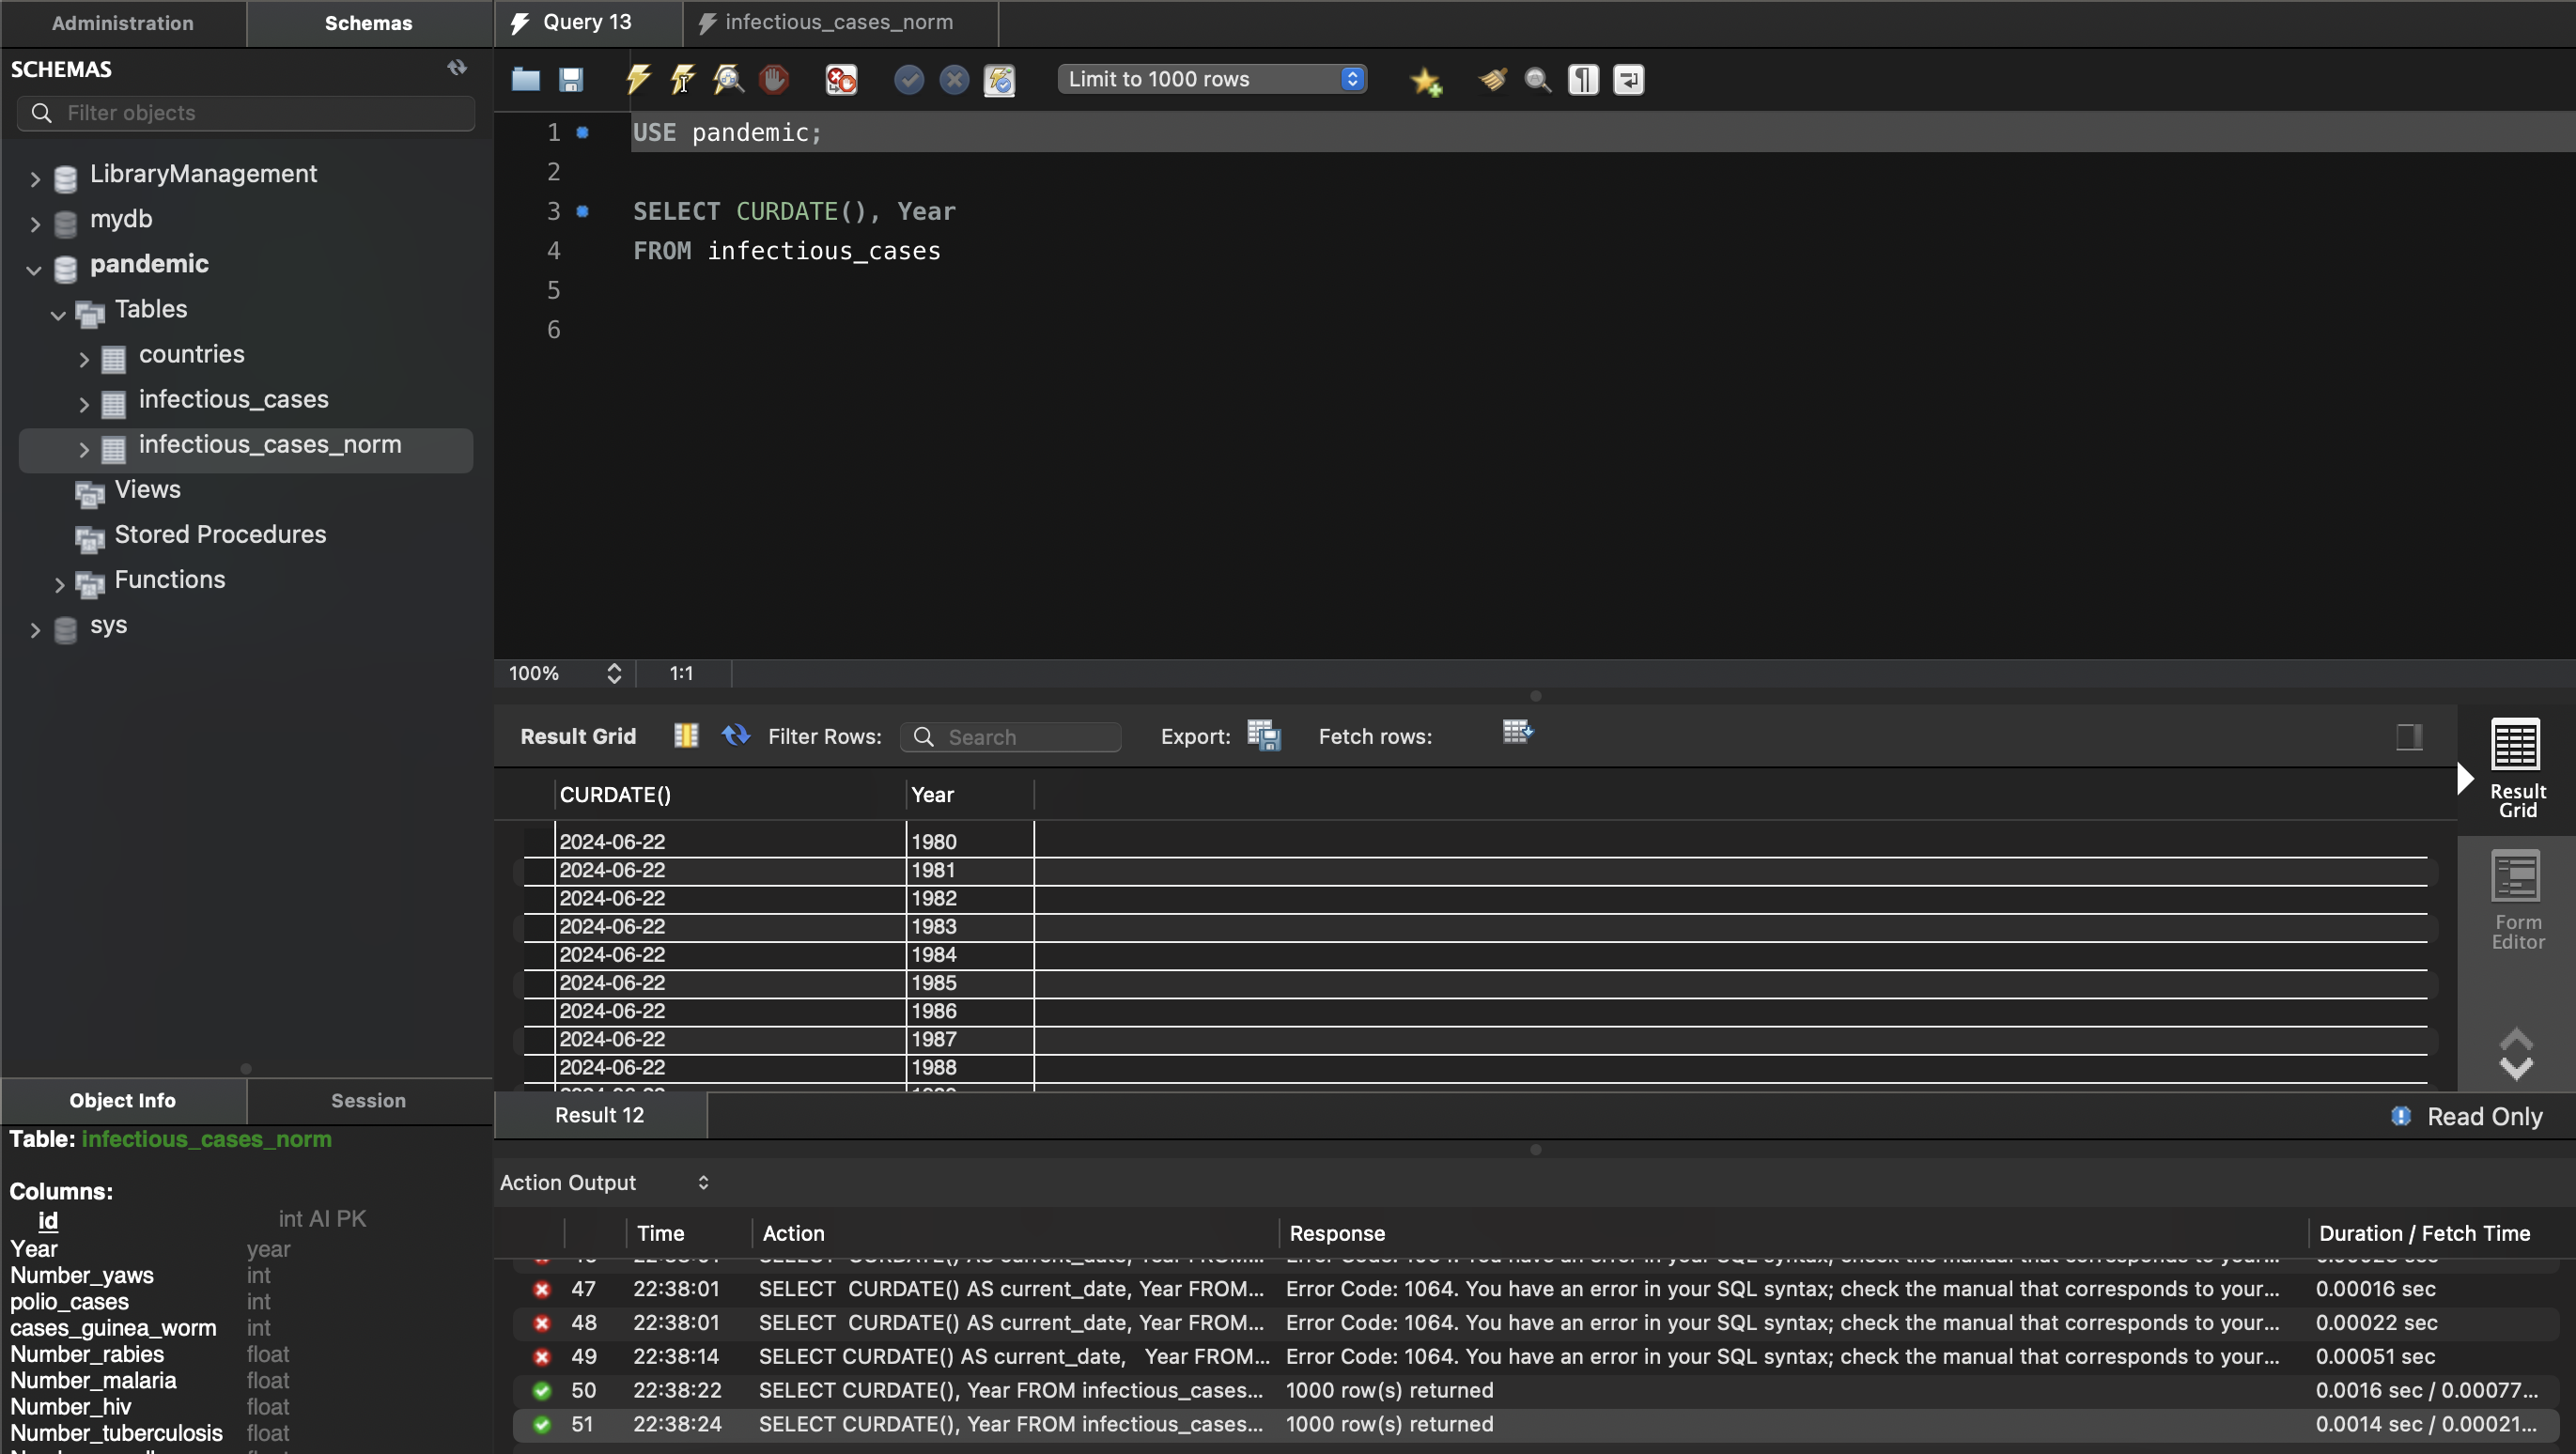 Administration
Schemas
Query 13
infectious_cases_norm
SCHEMAS
Filter objects
LibraryManagement
mydb
pandemic
Tables
countries
infectious_cases
infectious_cases_norm
Views
Stored Procedures
Functions
sys
Limit to 1000 rows
1 USE pandemic;
2
3 SELECT CURDATE(), Year
4 FROM infectious_cases
5
6
100% 1:1
Result Grid Filter Rows: Search Export: Fetch rows:
CURDATE() Year
2024-06-22 1980
2024-06-22 1981
2024-06-22 1982
2024-06-22 1983
2024-06-22 1984
2024-06-22 1985
2024-06-22 1986
2024-06-22 1987
2024-06-22 1988
Result
Grid
Form
Editor
Result 12
Read Only
Object Info
Session
Table: infectious_cases_norm
Columns:
id int AI PK
Year year
Number_yaws int
polio_cases int
cases_guinea_worm int
Number_rabies float
Number_malaria float
Number_hiv float
Number_tuberculosis float
Action Output
Time Action Response Duration / Fetch Time
47 22:38:01 SELECT CURDATE() AS current_date, Year FROM... Error Code: 1064. You have an error in your SQL syntax; check the manual that corresponds to your... 0.00016 sec
48 22:38:01 SELECT CURDATE() AS current_date, Year FROM... Error Code: 1064. You have an error in your SQL syntax; check the manual that corresponds to your... 0.00022 sec
49 22:38:14 SELECT CURDATE() AS current_date, Year FROM... Error Code: 1064. You have an error in your SQL syntax; check the manual that corresponds to your... 0.00051 sec
50 22:38:22 SELECT CURDATE(), Year FROM infectious_cases... 1000 row(s) returned 0.0016 sec / 0.00077...
51 22:38:24 SELECT CURDATE(), Year FROM infectious_cases... 1000 row(s) returned 0.0014 sec / 0.00021...